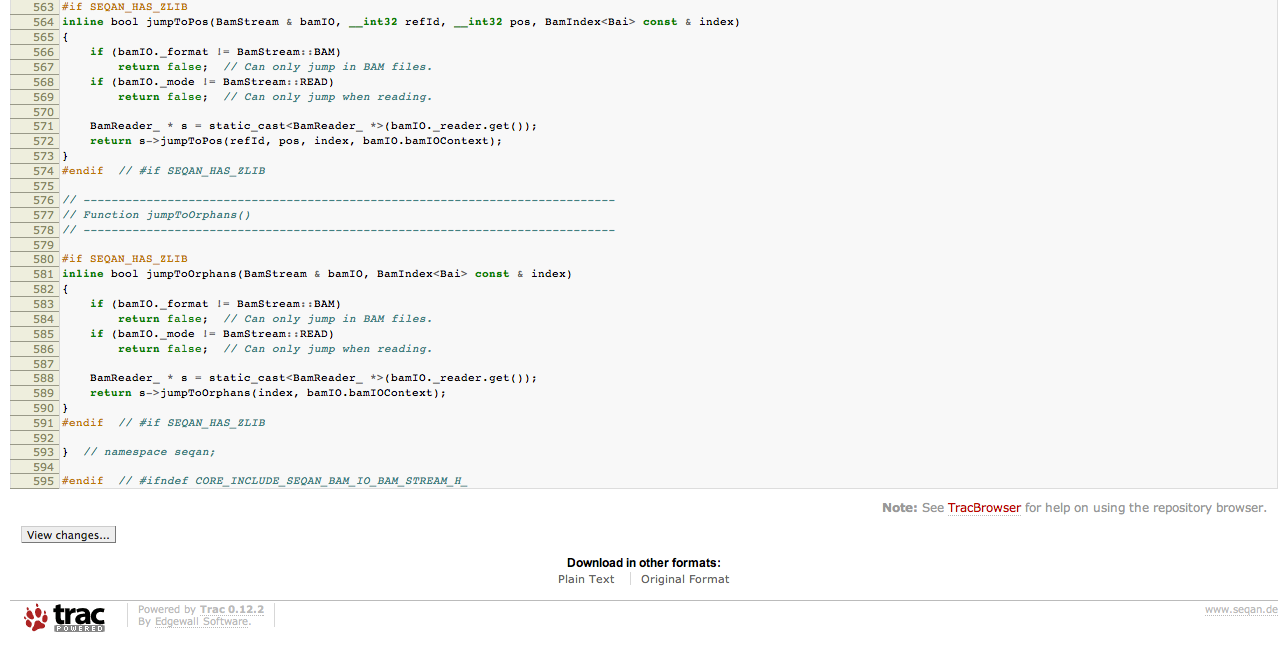 563 #if SEQAN_HAS_ZLIB
564 inline bool jumpToPos(BamStream & bamIO, __int32 refId, __int32 pos, BamIndex<Bai> const & index)
565 {
566     if (bamIO._format != BamStream::BAM)
567         return false;  // Can only jump in BAM files.
568     if (bamIO._mode != BamStream::READ)
569         return false;  // Can only jump when reading.
570
571     BamReader_ * s = static_cast<BamReader_ *>(bamIO._reader.get());
572     return s->jumpToPos(refId, pos, index, bamIO.bamIOContext);
573 }
574 #endif  // #if SEQAN_HAS_ZLIB
575
576 // ----------------------------------------------------------------------------
577 // Function jumpToOrphans()
578 // ----------------------------------------------------------------------------
579
580 #if SEQAN_HAS_ZLIB
581 inline bool jumpToOrphans(BamStream & bamIO, BamIndex<Bai> const & index)
582 {
583     if (bamIO._format != BamStream::BAM)
584         return false;  // Can only jump in BAM files.
585     if (bamIO._mode != BamStream::READ)
586         return false;  // Can only jump when reading.
587
588     BamReader_ * s = static_cast<BamReader_ *>(bamIO._reader.get());
589     return s->jumpToOrphans(index, bamIO.bamIOContext);
590 }
591 #endif  // #if SEQAN_HAS_ZLIB
592
593 }  // namespace seqan;
594
595 #endif  // #ifndef CORE_INCLUDE_SEQAN_BAM_IO_BAM_STREAM_H_
Note: See TracBrowser for help on using the repository browser.
View changes...
Download in other formats:
Plain Text Original Format
trac POWERED
Powered by Trac 0.12.2
By Edgewall Software.
www.seqan.de